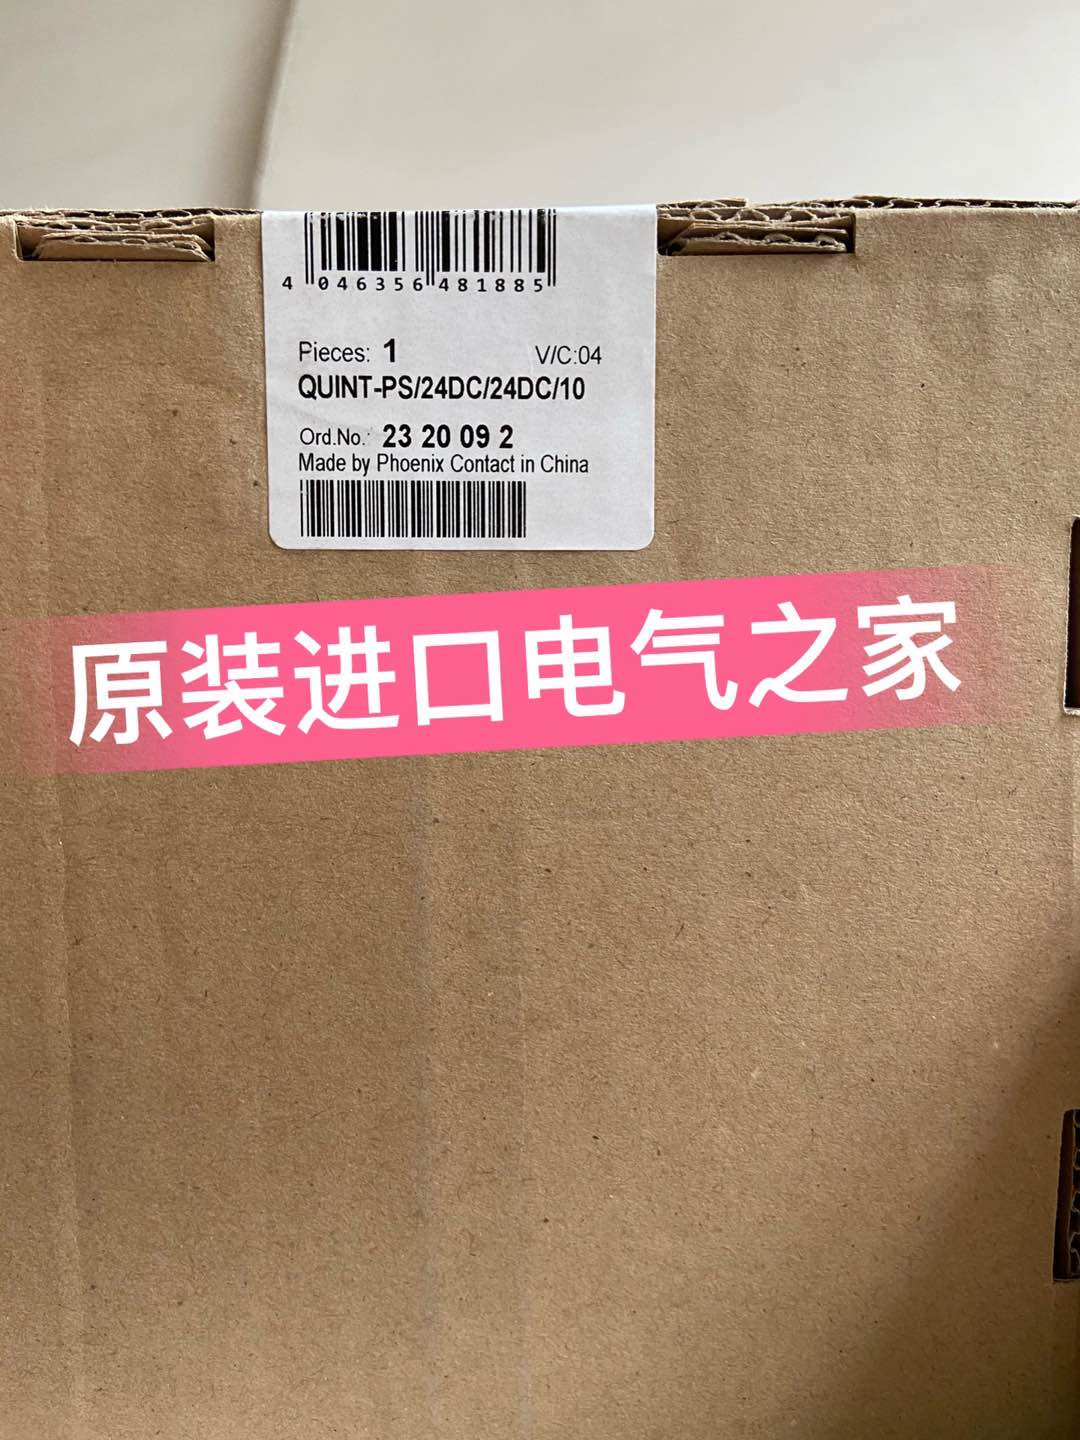 4 046356 481885
Pieces: 1 V/C:04
QUINT-PS/24DC/24DC/10
Ord.No.: 23 20 09 2
Made by Phoenix Contact in China
原装进口电气之家